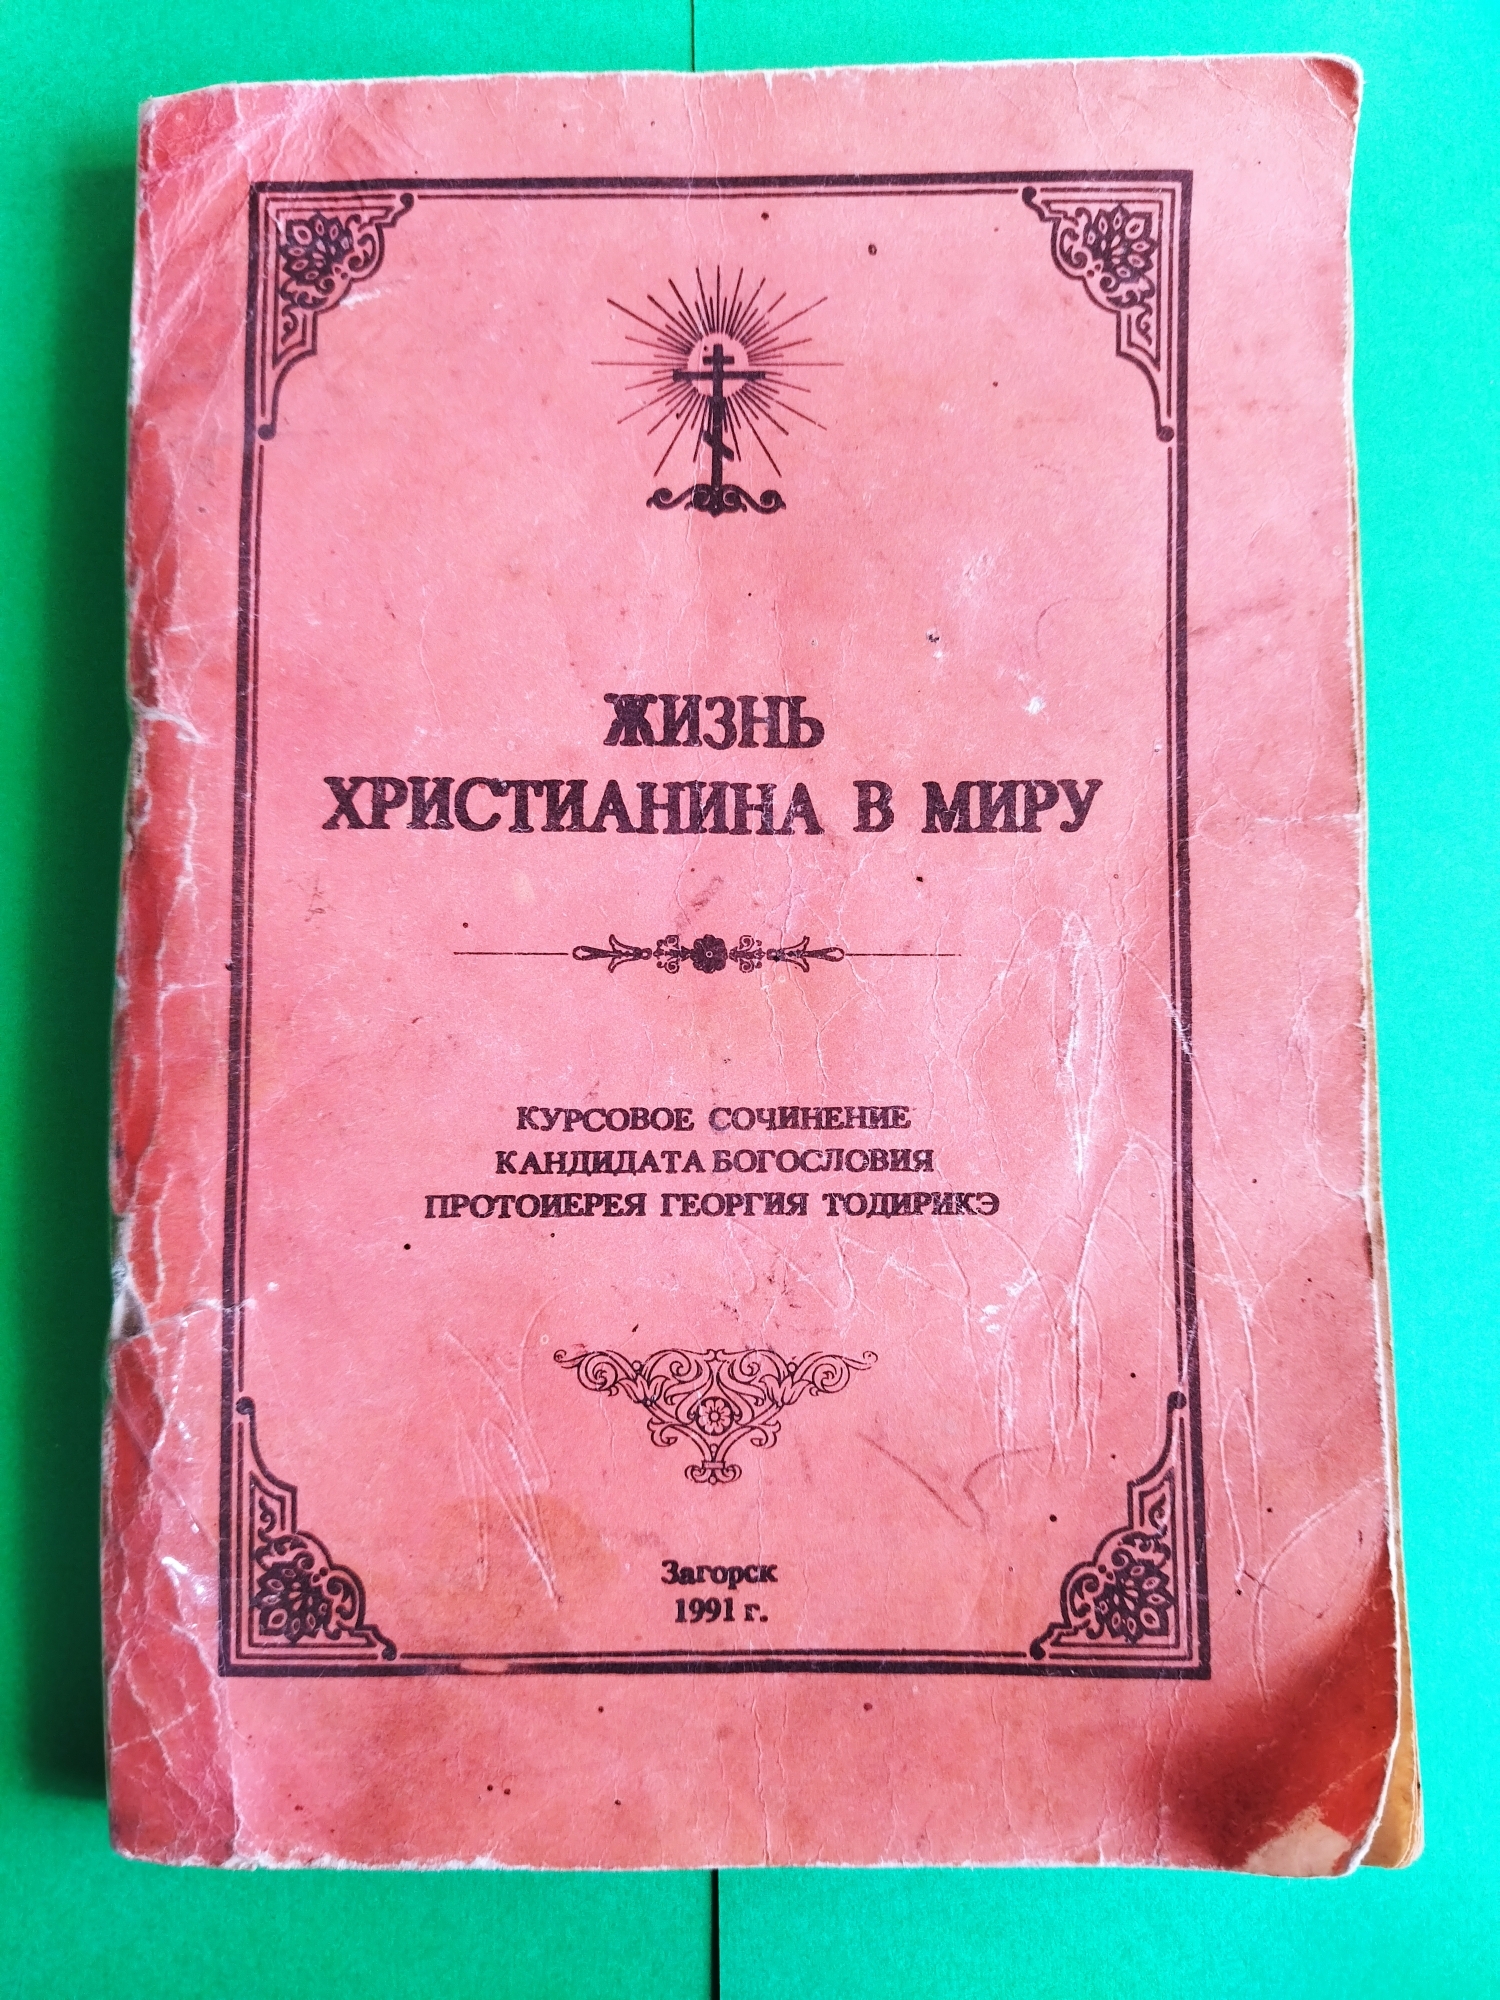 ЖИЗНЬ
ХРИСТИАНИНА В МИРУ
КУРСОВОЕ СОЧИНЕНИЕ
КАНДИДАТА БОГОСЛОВИЯ
ПРОТОИЕРЕЯ ГЕОРГИЯ ТОДИРИКЭ
Загорск
1991 г.